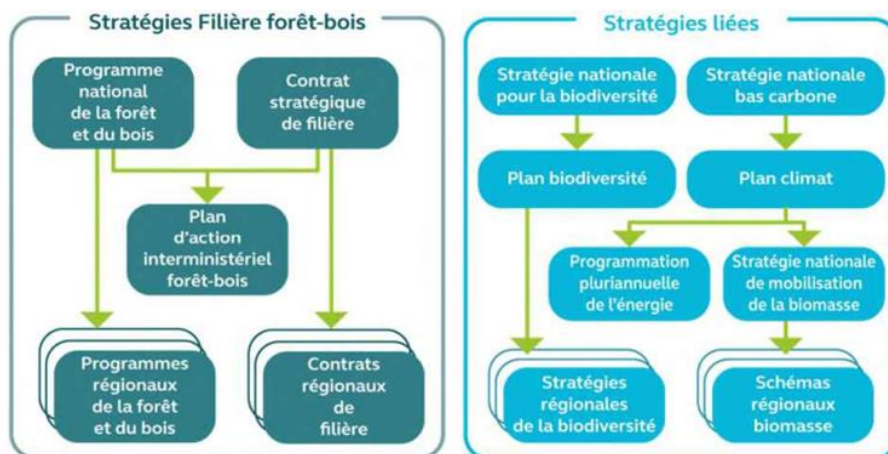 Stratégies Filière forêt-bois
Programme
national
de la forêt
et du bois
Contrat
stratégique
de filière
Plan
d'action
interministériel
forêt-bois
Programmes
régionaux
de la forêt
et du bois
Contrats
régionaux
de
filière
Stratégies liées
Stratégie nationale
pour la biodiversité
Stratégie nationale
bas carbone
Plan biodiversité
Plan climat
Programmation
pluriannuelle
de l'énergie
Stratégie nationale
de mobilisation
de la biomasse
Stratégies
régionales
de la biodiversité
Schémas
régionaux
biomasse